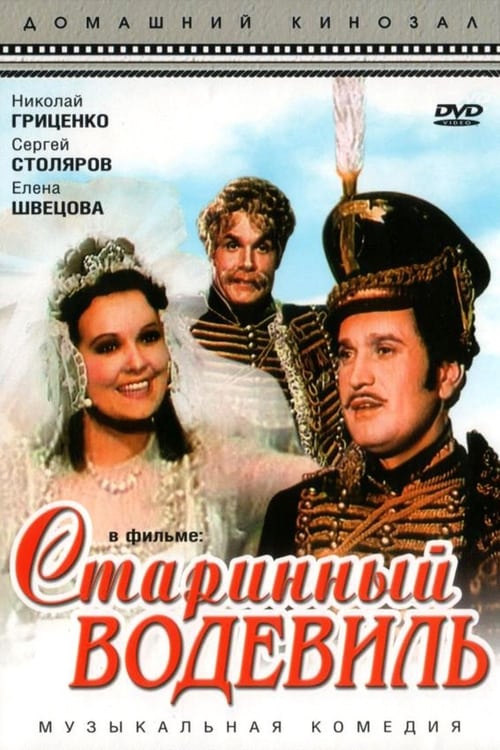 ДОМАШНИЙ КИНОЗАЛ
Николай
ГРИЦЕНКО
Сергей
СТОЛЯРОВ
Елена
ШВЕЦОВА
DVD
VIDEO
в фильме:
Старинный
ВОДЕВИЛЬ
МУЗЫКАЛЬНАЯ КОМЕДИЯ